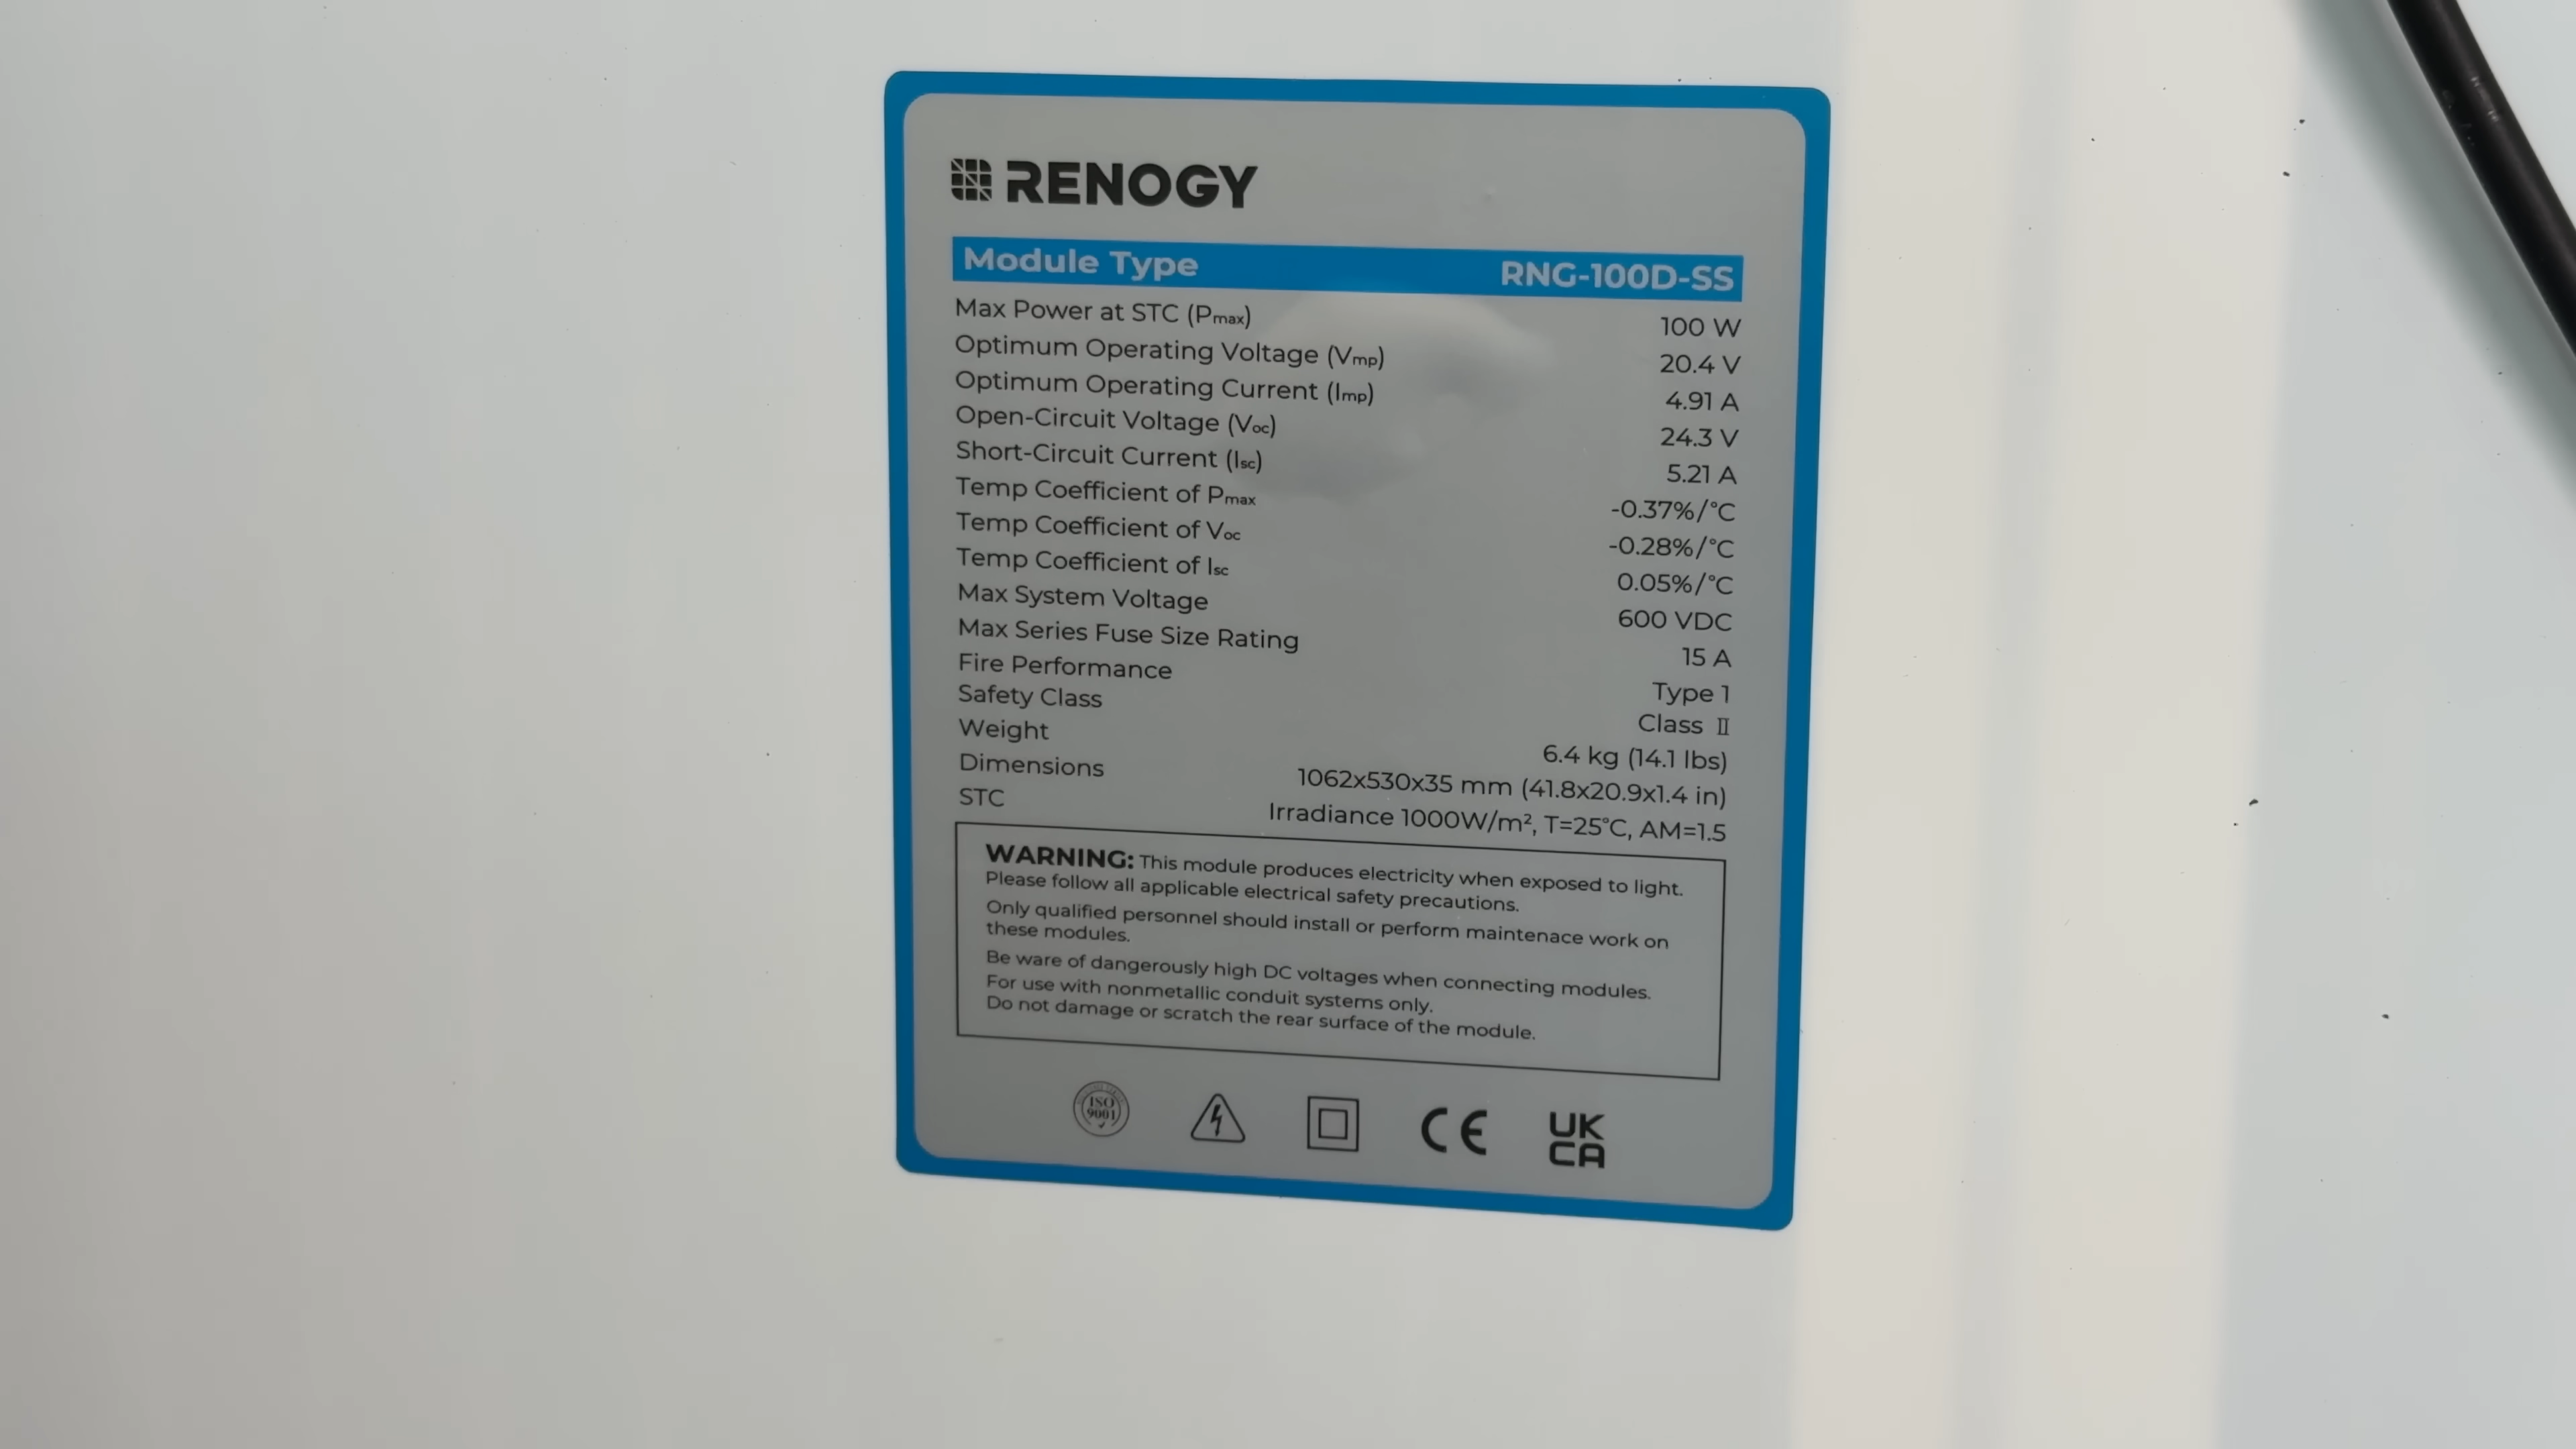 RENOGY
Module Type RNG-100D-SS
Max Power at STC (Pmax) 100 W
Optimum Operating Voltage (Vmp) 20.4 V
Optimum Operating Current (Imp) 4.91 A
Open-Circuit Voltage (Voc) 24.3 V
Short-Circuit Current (Isc) 5.21 A
Temp Coefficient of Pmax -0.37%/°C
Temp Coefficient of Voc -0.28%/°C
Temp Coefficient of Isc 0.05%/°C
Max System Voltage 600 VDC
Max Series Fuse Size Rating 15 A
Fire Performance Type 1
Safety Class Class II
Weight 6.4 kg (14.1 lbs)
Dimensions 1062x530x35 mm (41.8x20.9x1.4 in)
STC Irradiance 1000W/m², T=25°C, AM=1.5
WARNING: This module produces electricity when exposed to light.
Please follow all applicable electrical safety precautions.
Only qualified personnel should install or perform maintenace work on
these modules.
Be ware of dangerously high DC voltages when connecting modules.
For use with nonmetallic conduit systems only.
Do not damage or scratch the rear surface of the module.
ISO
9001
CE
UK
CA